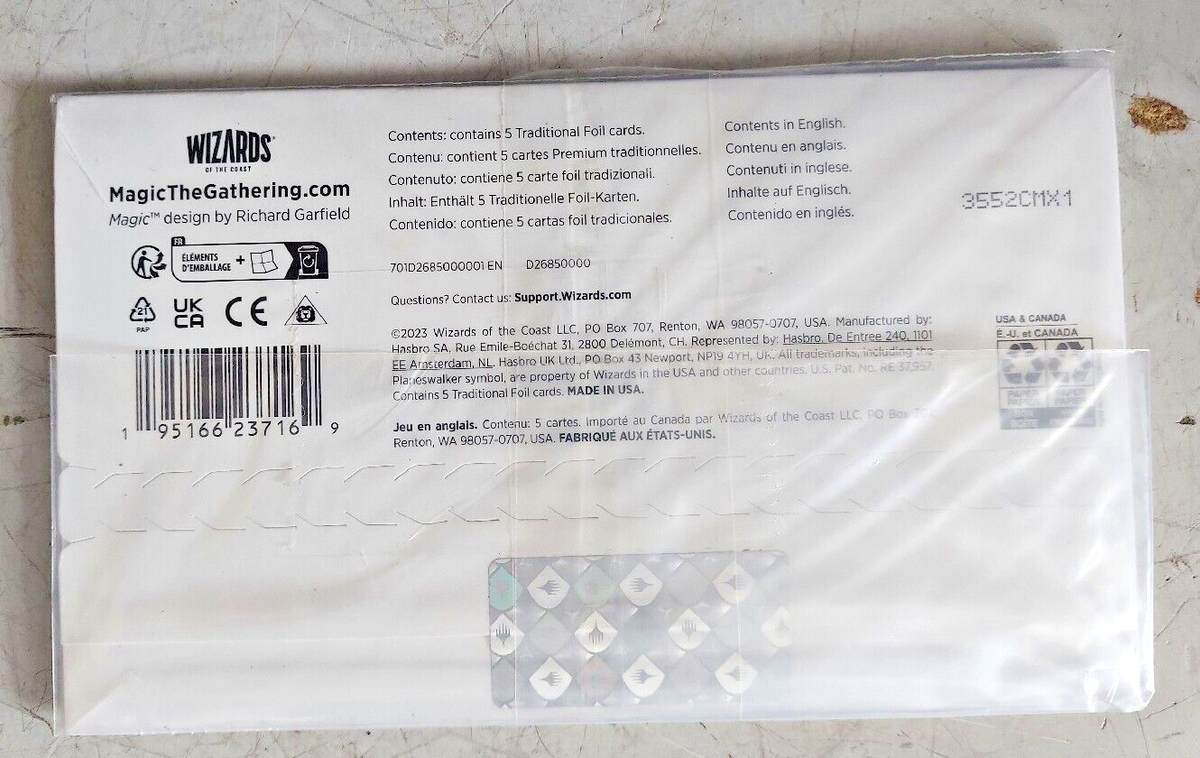 WIZARDS
OF THE COAST
MagicTheGathering.com
Magic™ design by Richard Garfield
FR
ÉLÉMENTS
D'EMBALLAGE +
21
PAP
UK
CA
CE
1 95166 23716 9
Contents: contains 5 Traditional Foil cards.
Contenu: contient 5 cartes Premium traditionnelles.
Contenuto: contiene 5 carte foil tradizionali.
Inhalt: Enthält 5 Traditionelle Foil-Karten.
Contenido: contiene 5 cartas foil tradicionales.
Contents in English.
Contenu en anglais.
Contenuti in inglese.
Inhalte auf Englisch.
Contenido en inglés.
3552CMX1
701D2685000001 EN D26850000
Questions? Contact us: Support.Wizards.com
©2023 Wizards of the Coast LLC, PO Box 707, Renton, WA 98057-0707, USA. Manufactured by:
Hasbro SA, Rue Emile-Boéchat 31, 2800 Delémont, CH. Represented by: Hasbro, De Entree 240, 1101
EE Amsterdam, NL. Hasbro UK Ltd., PO Box 43 Newport, NP19 4YH, UK. All trademarks, including the
Planeswalker symbol, are property of Wizards in the USA and other countries. U.S. Pat. No. RE 37,957.
Contains 5 Traditional Foil cards. MADE IN USA.
Jeu en anglais. Contenu: 5 cartes. Importé au Canada par Wizards of the Coast LLC, PO Box
Renton, WA 98057-0707, USA. FABRIQUÉ AUX ÉTATS-UNIS.
USA & CANADA
É.-U. et CANADA
PAPER PAPER
BOÎTE